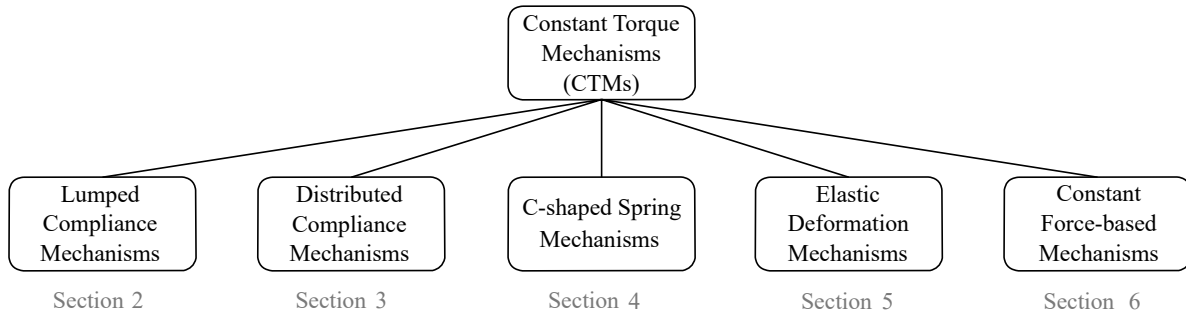 Constant Torque
Mechanisms
(CTMs)
Lumped
Compliance
Mechanisms
Distributed
Compliance
Mechanisms
C-shaped Spring
Mechanisms
Elastic
Deformation
Mechanisms
Constant
Force-based
Mechanisms
Section 2
Section 3
Section 4
Section 5
Section 6